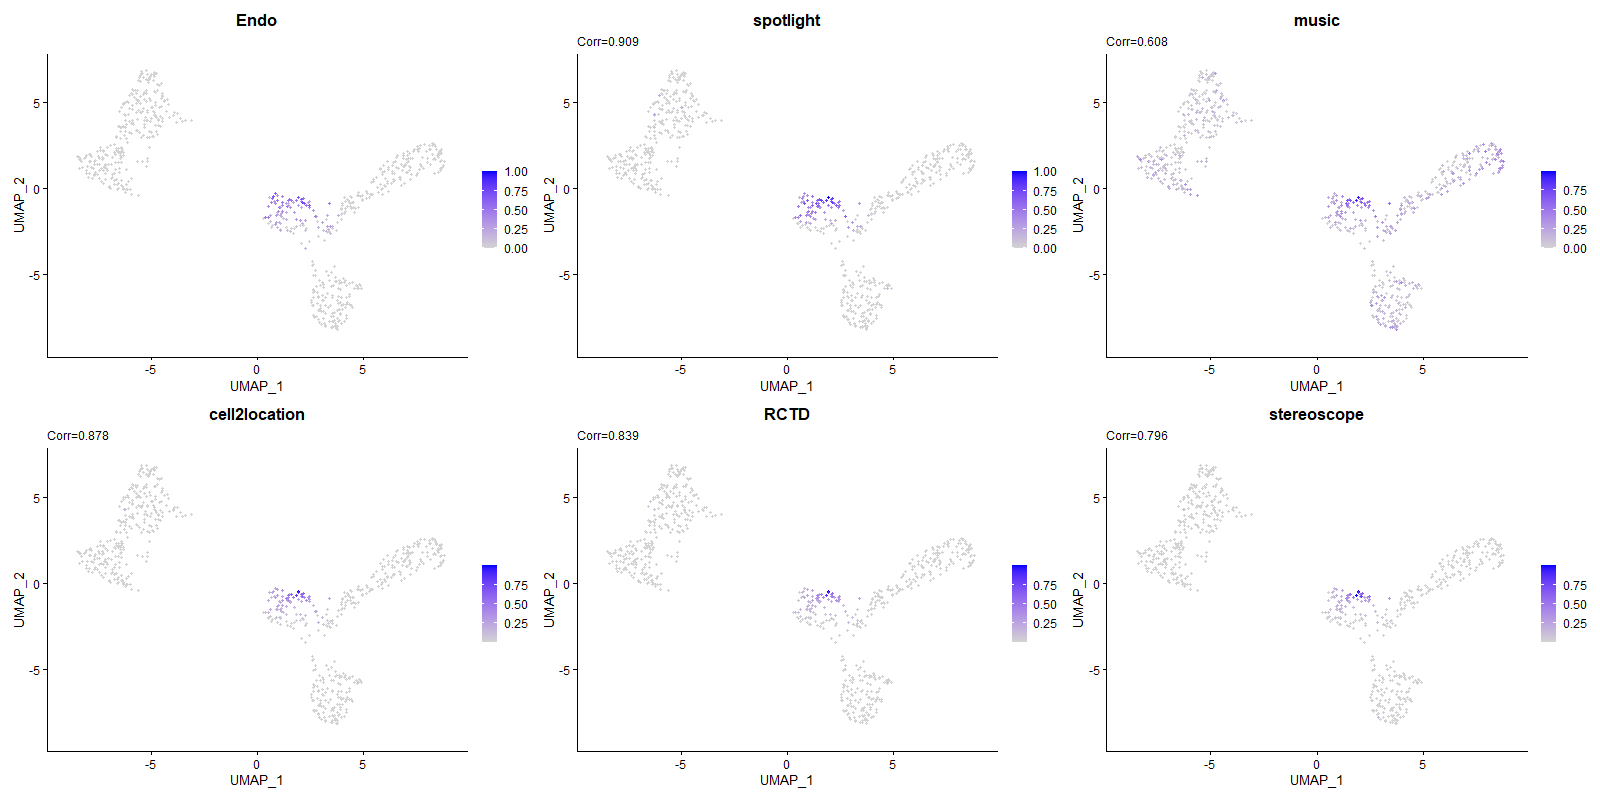 Endo
5
0
-5
UMAP_2
-5
0
5
UMAP_1
1.00
0.75
0.50
0.25
0.00
spotlight
Corr=0.909
5
0
-5
UMAP_2
-5
0
5
UMAP_1
1.00
0.75
0.50
0.25
0.00
music
Corr=0.608
5
0
-5
UMAP_2
-5
0
5
UMAP_1
0.75
0.50
0.25
0.00
cell2location
Corr=0.878
5
0
-5
UMAP_2
-5
0
5
UMAP_1
0.75
0.50
0.25
RCTD
Corr=0.839
5
0
-5
UMAP_2
-5
0
5
UMAP_1
0.75
0.50
0.25
stereoscope
Corr=0.796
5
0
-5
UMAP_2
-5
0
5
UMAP_1
0.75
0.50
0.25